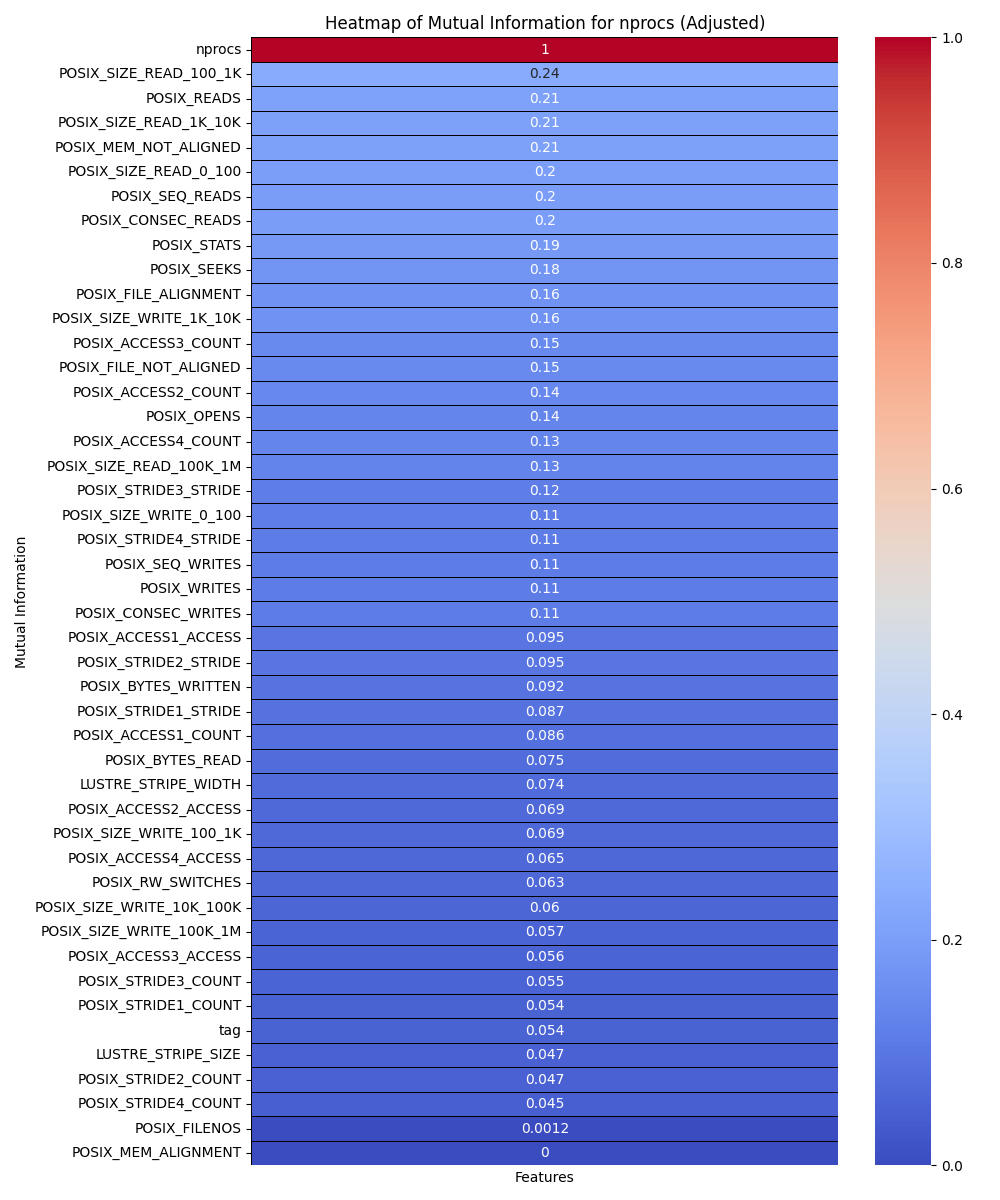 Heatmap of Mutual Information for nprocs (Adjusted)
nprocs 1
POSIX_SIZE_READ_100_1K 0.24
POSIX_READS 0.21
POSIX_SIZE_READ_1K_10K 0.21
POSIX_MEM_NOT_ALIGNED 0.21
POSIX_SIZE_READ_0_100 0.2
POSIX_SEQ_READS 0.2
POSIX_CONSEC_READS 0.2
POSIX_STATS 0.19
POSIX_SEEKS 0.18
POSIX_FILE_ALIGNMENT 0.16
POSIX_SIZE_WRITE_1K_10K 0.16
POSIX_ACCESS3_COUNT 0.15
POSIX_FILE_NOT_ALIGNED 0.15
POSIX_ACCESS2_COUNT 0.14
POSIX_OPENS 0.14
POSIX_ACCESS4_COUNT 0.13
POSIX_SIZE_READ_100K_1M 0.13
POSIX_STRIDE3_STRIDE 0.12
POSIX_SIZE_WRITE_0_100 0.11
POSIX_STRIDE4_STRIDE 0.11
POSIX_SEQ_WRITES 0.11
POSIX_WRITES 0.11
POSIX_CONSEC_WRITES 0.11
POSIX_ACCESS1_ACCESS 0.095
POSIX_STRIDE2_STRIDE 0.095
POSIX_BYTES_WRITTEN 0.092
POSIX_STRIDE1_STRIDE 0.087
POSIX_ACCESS1_COUNT 0.086
POSIX_BYTES_READ 0.075
LUSTRE_STRIPE_WIDTH 0.074
POSIX_ACCESS2_ACCESS 0.069
POSIX_SIZE_WRITE_100_1K 0.069
POSIX_ACCESS4_ACCESS 0.065
POSIX_RW_SWITCHES 0.063
POSIX_SIZE_WRITE_10K_100K 0.06
POSIX_SIZE_WRITE_100K_1M 0.057
POSIX_ACCESS3_ACCESS 0.056
POSIX_STRIDE3_COUNT 0.055
POSIX_STRIDE1_COUNT 0.054
tag 0.054
LUSTRE_STRIPE_SIZE 0.047
POSIX_STRIDE2_COUNT 0.047
POSIX_STRIDE4_COUNT 0.045
POSIX_FILENOS 0.0012
POSIX_MEM_ALIGNMENT 0
Mutual Information
Features
1.0
0.8
0.6
0.4
0.2
0.0